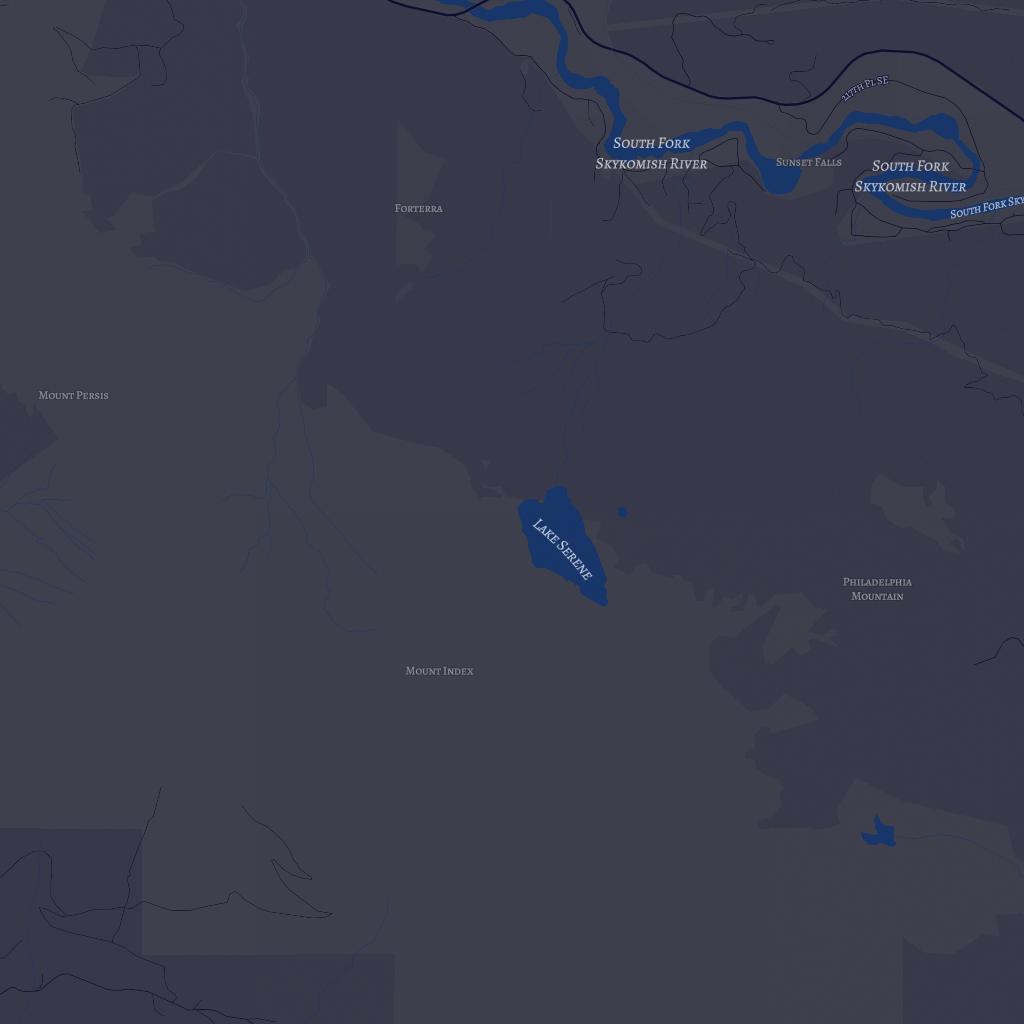 217th Pl SE
South Fork
Skykomish River
Sunset Falls
South Fork
Skykomish River
South Fork Sky
Forterra
Mount Persis
Lake Serene
Philadelphia
Mountain
Mount Index